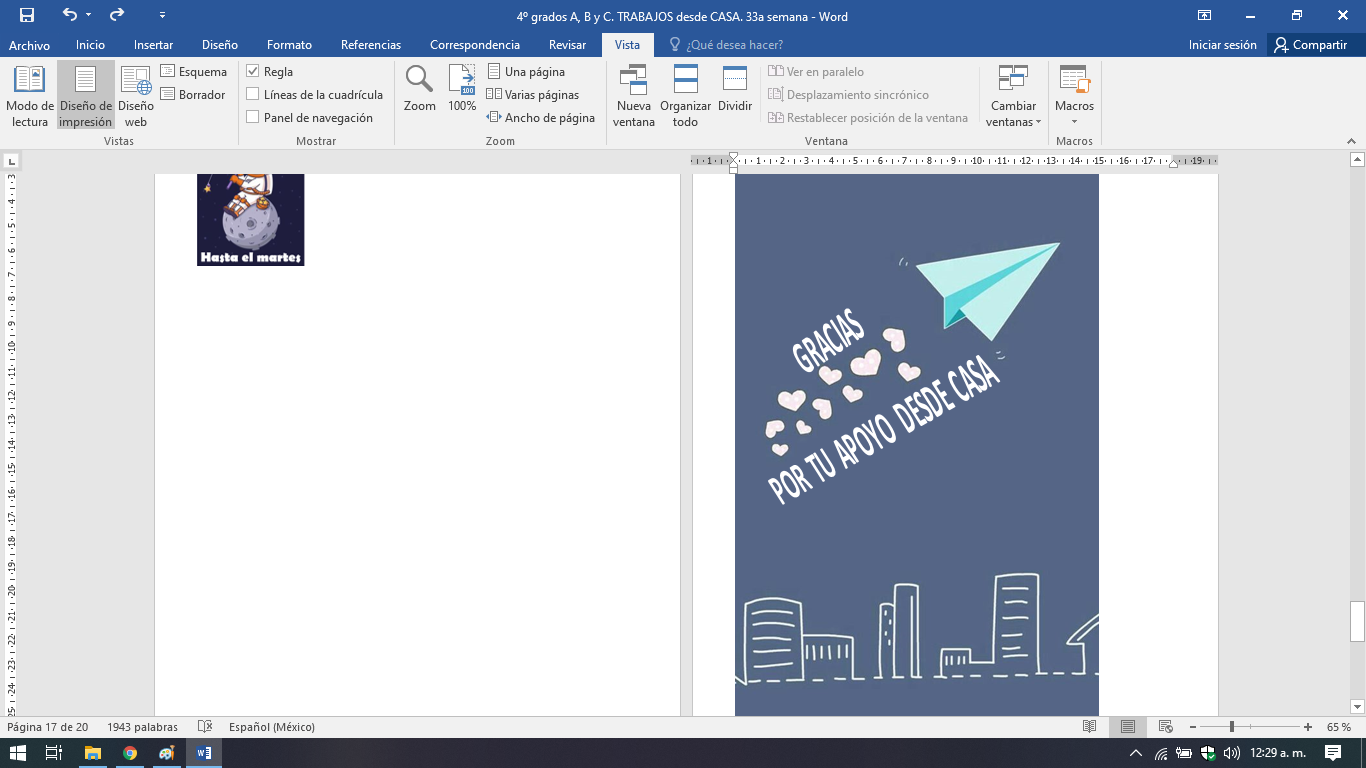 4º grados A, B y C. TRABAJOS desde CASA. 33a semana - Word
Archivo Inicio Insertar Diseño Formato Referencias Correspondencia Revisar Vista ¿Qué desea hacer? Iniciar sesión Compartir
Modo de lectura
Diseño de impresión
Diseño web
Esquema
Borrador
Vistas
Regla
Líneas de la cuadrícula
Panel de navegación
Mostrar
Zoom
100%
Una página
Varias páginas
Ancho de página
Zoom
Nueva ventana
Organizar todo
Dividir
Ver en paralelo
Desplazamiento sincrónico
Restablecer posición de la ventana
Ventana
Cambiar ventanas
Macros
Macros
Hasta el martes
GRACIAS
POR TU APOYO DESDE CASA
Página 17 de 20 1943 palabras Español (México) 65 %
12:29 a. m.